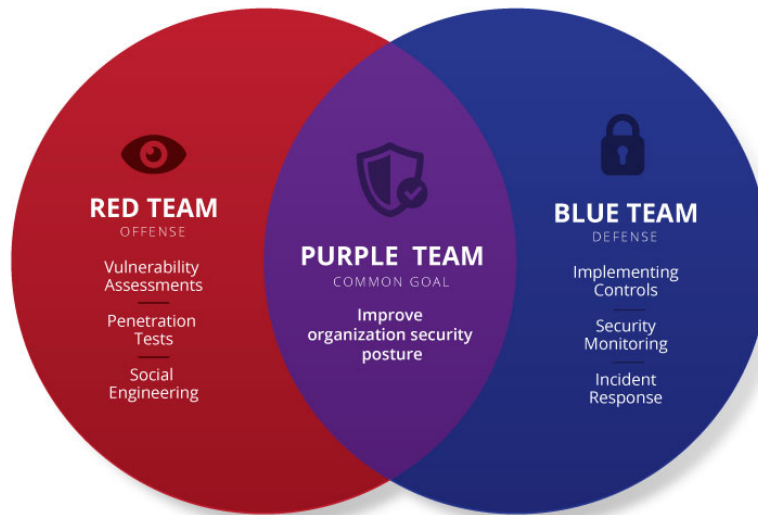 RED TEAM
OFFENSE
Vulnerability
Assessments
Penetration
Tests
Social
Engineering
PURPLE TEAM
COMMON GOAL
Improve
organization security
posture
BLUE TEAM
DEFENSE
Implementing
Controls
Security
Monitoring
Incident
Response